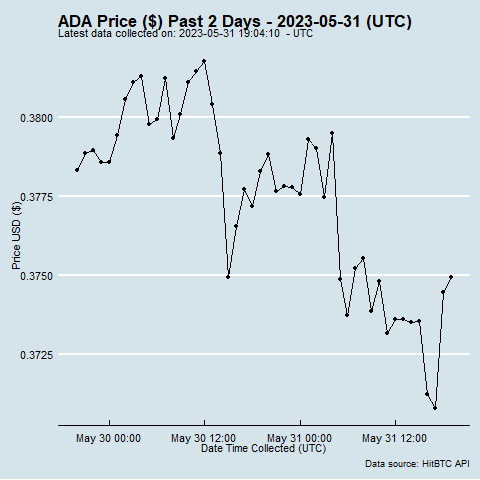 ADA Price ($) Past 2 Days - 2023-05-31 (UTC)
Latest data collected on: 2023-05-31 19:04:10 - UTC
0.3800
0.3775
0.3750
0.3725
Price USD ($)
May 30 00:00 May 30 12:00 May 31 00:00 May 31 12:00
Date Time Collected (UTC)
Data source: HitBTC API